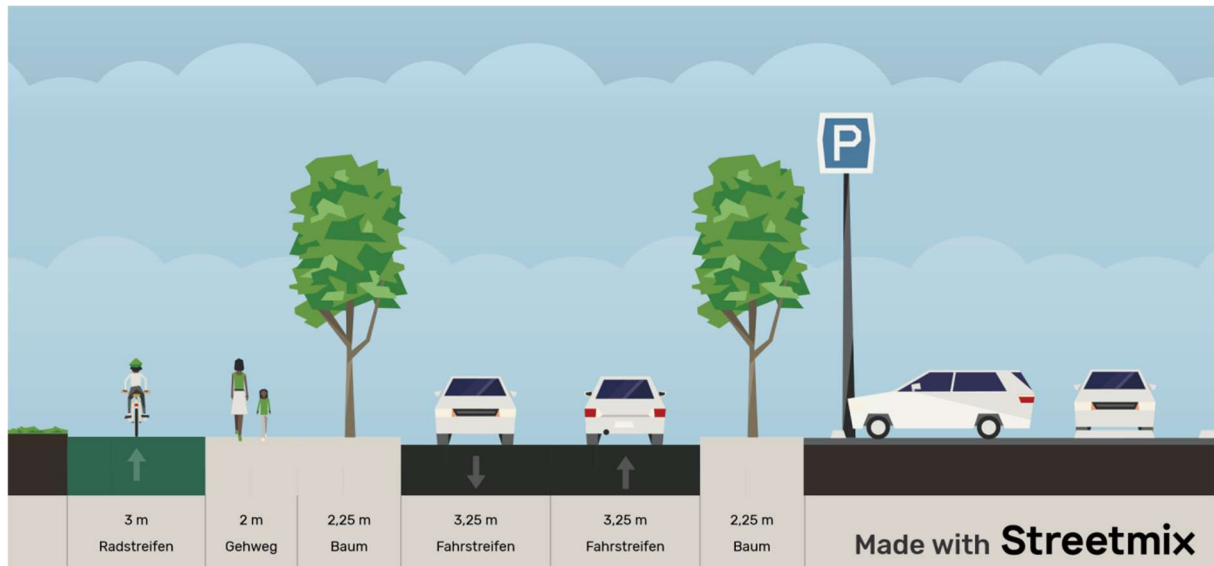 P
3 m
Radstreifen
2 m
Gehweg
2,25 m
Baum
3,25 m
Fahrstreifen
3,25 m
Fahrstreifen
2,25 m
Baum
Made with Streetmix